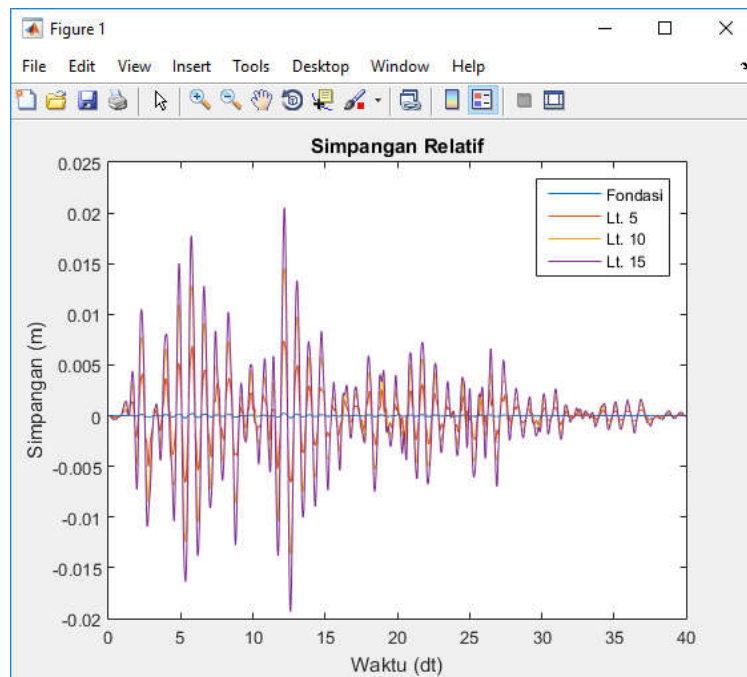 Figure 1
File Edit View Insert Tools Desktop Window Help
Simpangan Relatif
0.025
0.02
0.015
0.01
0.005
0
-0.005
-0.01
-0.015
-0.02
Simpangan (m)
Fondasi
Lt. 5
Lt. 10
Lt. 15
0 5 10 15 20 25 30 35 40
Waktu (dt)